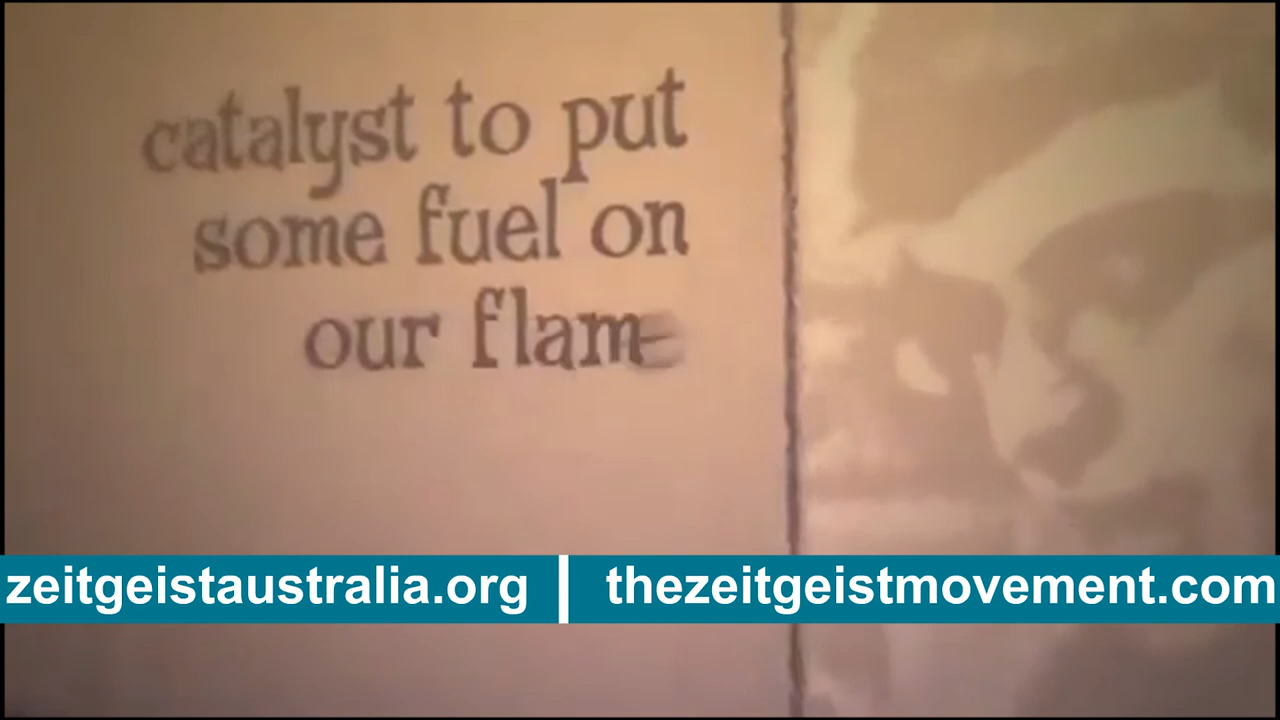 catalyst to put
some fuel on
our flame
zeitgeistaustralia.org | thezeitgeistmovement.com